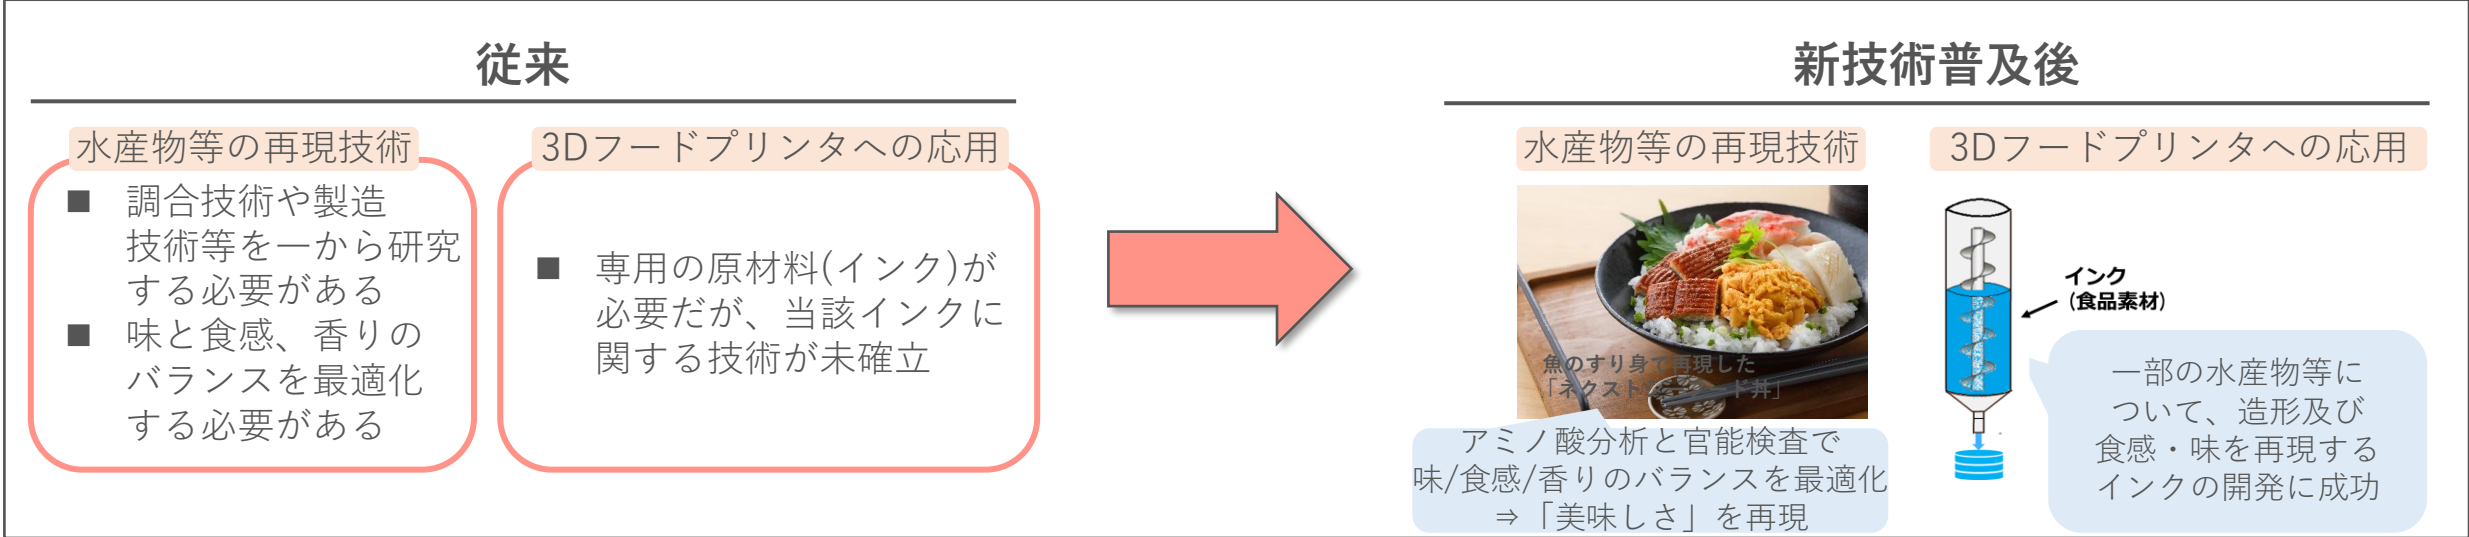 従来
水産物等の再現技術
■ 調合技術や製造
技術等を一から研究
する必要がある
■ 味と食感、香りの
バランスを最適化
する必要がある
3Dフードプリンタへの応用
■ 専用の原材料(インク)が
必要だが、当該インクに
関する技術が未確立
新技術普及後
水産物等の再現技術
魚のすり身で再現した
「ネクスト
ド丼」
アミノ酸分析と官能検査で
味/食感/香りのバランスを最適化
⇒「美味しさ」を再現
3Dフードプリンタへの応用
インク
(食品素材)
一部の水産物等に
ついて、造形及び
食感・味を再現する
インクの開発に成功